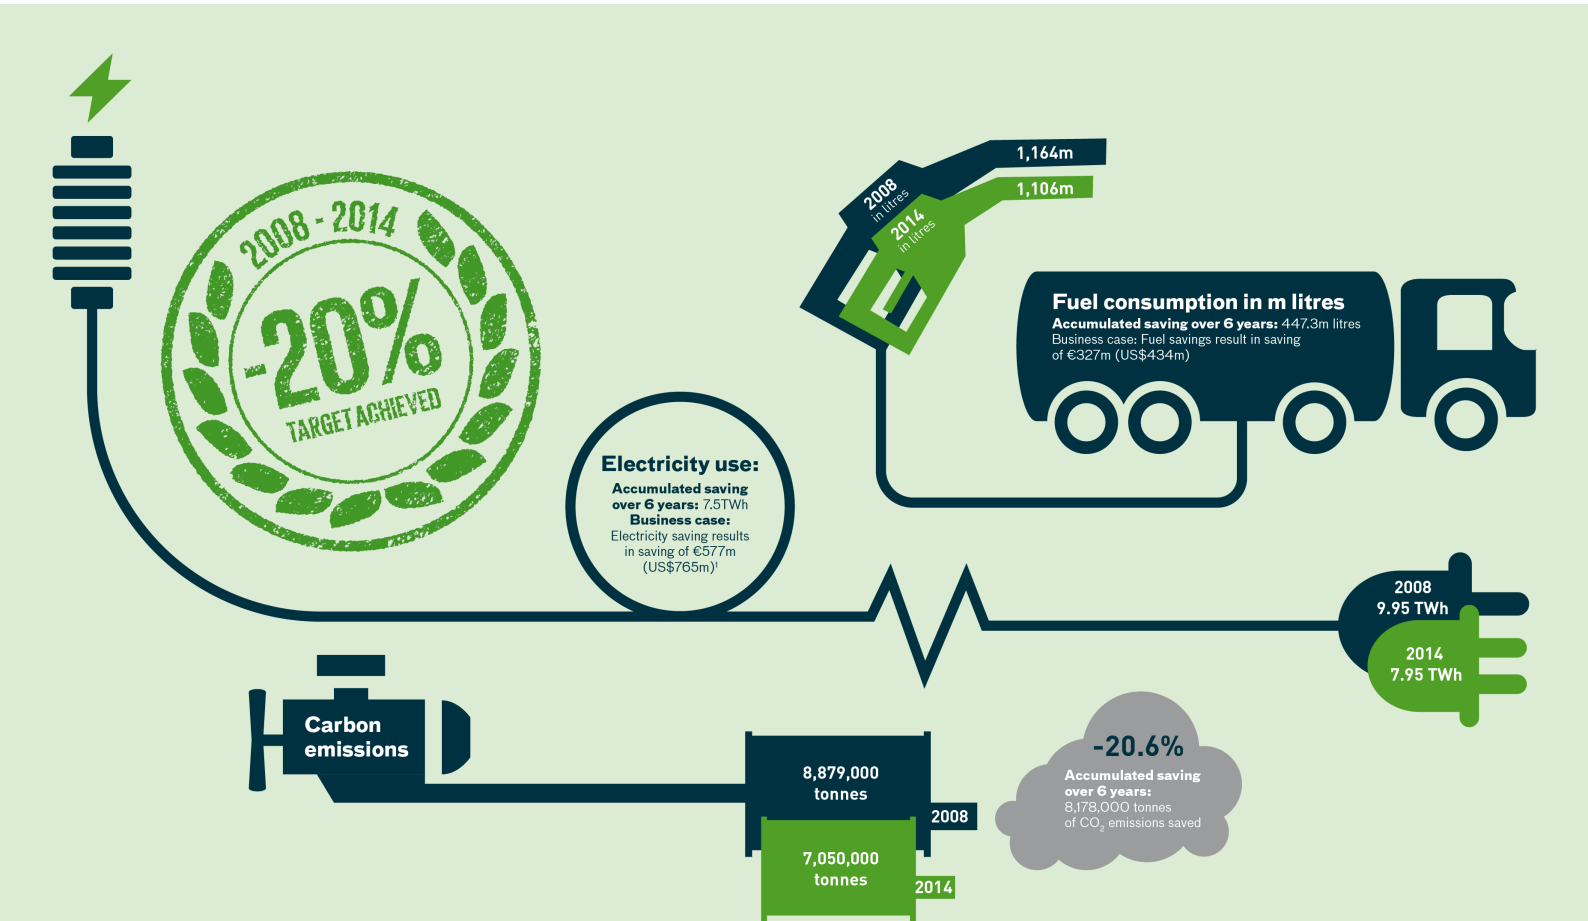 2008 - 2014
-20%
TARGET ACHIEVED
1,164m
2008
in litres
1,106m
2014
in litres
Fuel consumption in m litres
Accumulated saving over 6 years: 447.3m litres
Business case: Fuel savings result in saving
of €327m (US$434m)
Electricity use:
Accumulated saving
over 6 years: 7.5TWh
Business case:
Electricity saving results
in saving of €577m
(US$765m)¹
2008
9.95 TWh
2014
7.95 TWh
Carbon
emissions
8,879,000
tonnes
2008
7,050,000
tonnes
2014
-20.6%
Accumulated saving
over 6 years:
8,178,000 tonnes
of CO₂ emissions saved